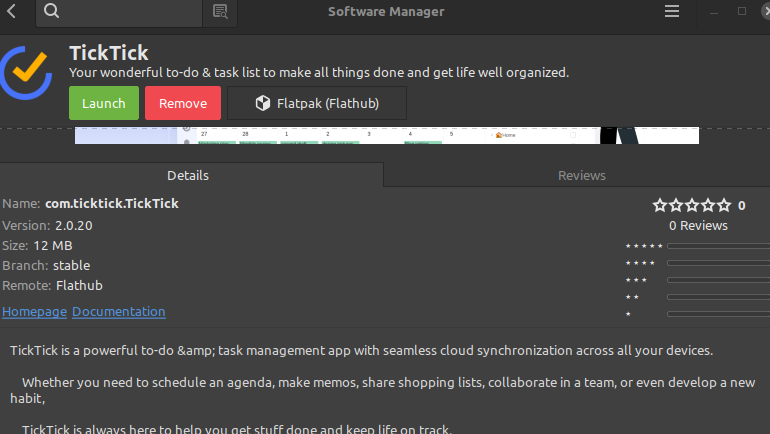 Software Manager
TickTick
Your wonderful to-do & task list to make all things done and get life well organized.
Launch
Remove
Flatpak (Flathub)
27 28 1 2 3 4 5 Home
Details
Reviews
Name: com.ticktick.TickTick
0
Version: 2.0.20
0 Reviews
Size: 12 MB
Branch: stable
Remote: Flathub
Homepage Documentation
TickTick is a powerful to-do &amp; task management app with seamless cloud synchronization across all your devices.
Whether you need to schedule an agenda, make memos, share shopping lists, collaborate in a team, or even develop a new
habit,
TickTick is always here to help you get stuff done and keep life on track.